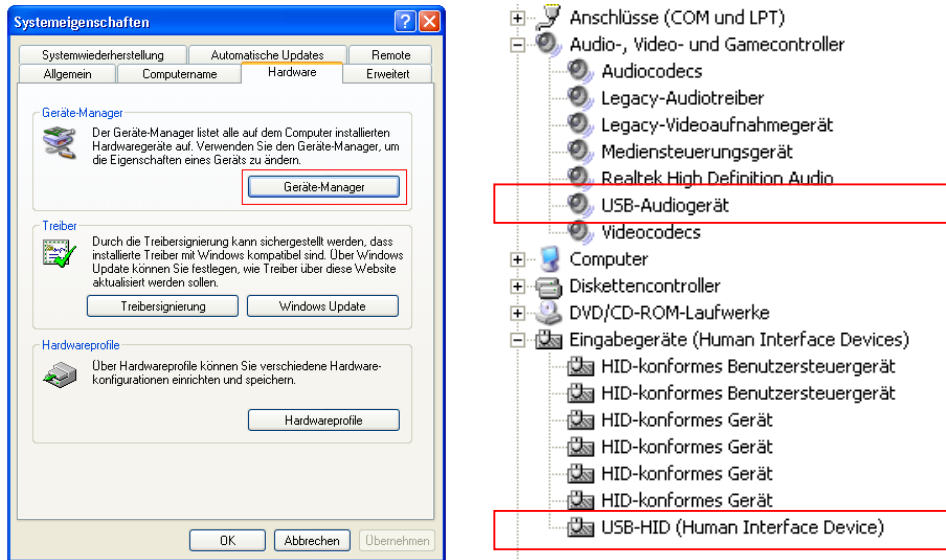 Systemeigenschaften
Systemwiederherstellung Automatische Updates Remote
Allgemein Computername Hardware Erweitert
Geräte-Manager
Der Geräte-Manager listet alle auf dem Computer installierten
Hardwaregeräte auf. Verwenden Sie den Geräte-Manager, um
die Eigenschaften eines Geräts zu ändern.
Geräte-Manager
Treiber
Durch die Treibersignierung kann sichergestellt werden, dass
installierte Treiber mit Windows kompatibel sind. Über Windows
Update können Sie festlegen, wie Treiber über diese Website
aktualisiert werden sollen.
Treibersignierung Windows Update
Hardwareprofile
Über Hardwareprofile können Sie verschiedene Hardware-
konfigurationen einrichten und speichern.
Hardwareprofile
OK Abbrechen Übernehmen
Anschlüsse (COM und LPT)
Audio-, Video- und Gamecontroller
Audiocodecs
Legacy-Audiotreiber
Legacy-Videoaufnahmegerät
Mediensteuerungsgerät
Realtek High Definition Audio
USB-Audiogerät
Videocodecs
Computer
Diskettencontroller
DVD/CD-ROM-Laufwerke
Eingabegeräte (Human Interface Devices)
HID-konformes Benutzersteuergerät
HID-konformes Benutzersteuergerät
HID-konformes Gerät
HID-konformes Gerät
HID-konformes Gerät
HID-konformes Gerät
USB-HID (Human Interface Device)